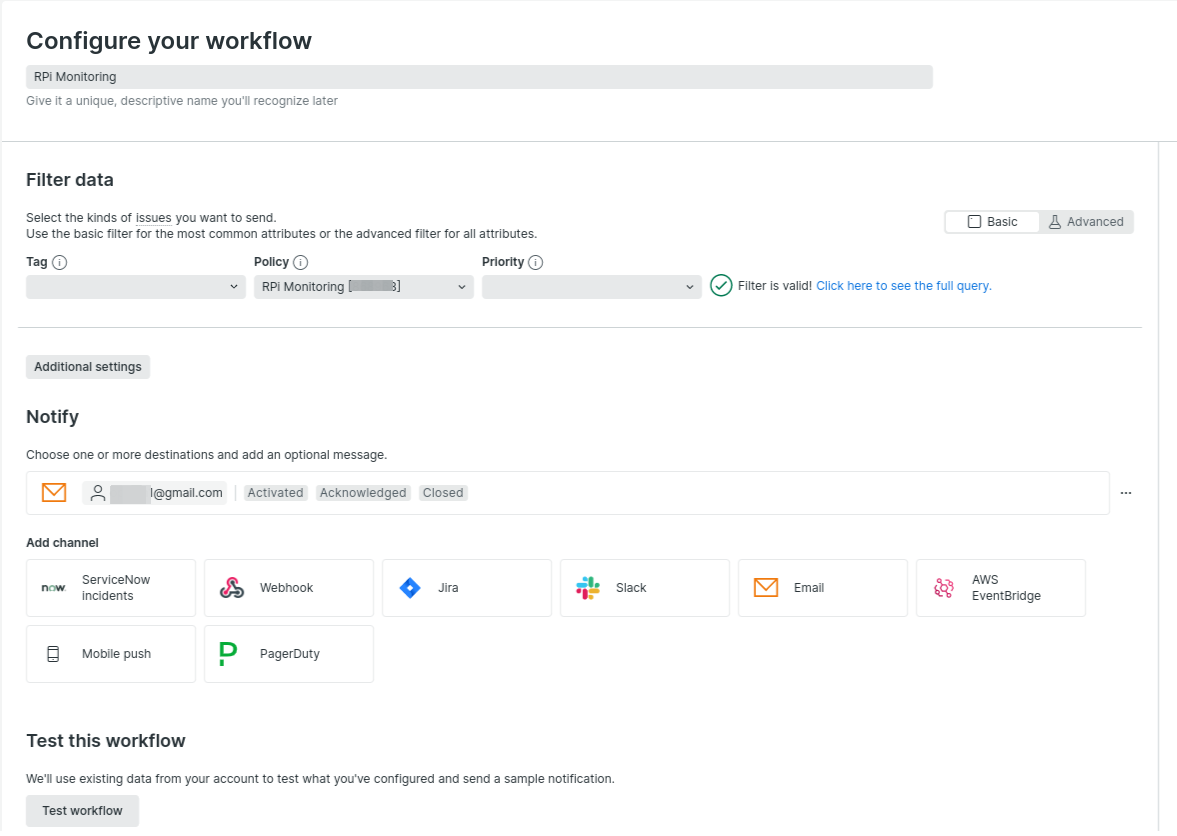 Configure your workflow
RPi Monitoring
Give it a unique, descriptive name you'll recognize later
Filter data
Select the kinds of issues you want to send.
Use the basic filter for the most common attributes or the advanced filter for all attributes.
Basic Advanced
Tag Policy Priority
RPi Monitoring [ ]
Filter is valid! Click here to see the full query.
Additional settings
Notify
Choose one or more destinations and add an optional message.
l@gmail.com Activated Acknowledged Closed
...
Add channel
now. ServiceNow incidents
Webhook
Jira
Slack
Email
AWS EventBridge
Mobile push
PagerDuty
Test this workflow
We'll use existing data from your account to test what you've configured and send a sample notification.
Test workflow